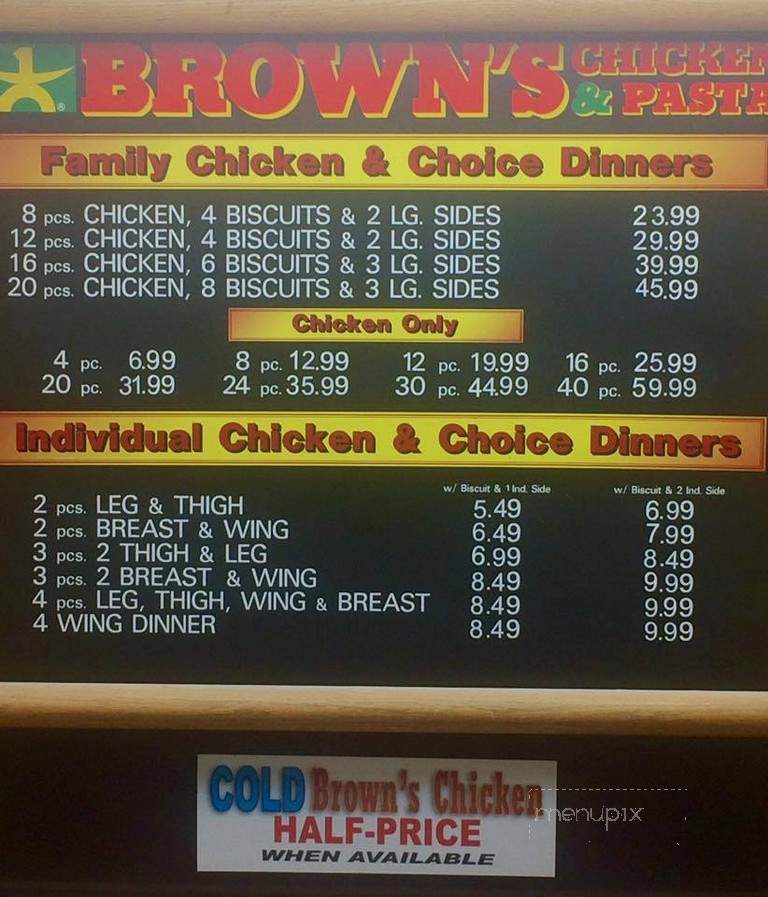 BROWN'S CHICKEN
& PASTA
®
Family Chicken & Choice Dinners
8 pcs. CHICKEN, 4 BISCUITS & 2 LG. SIDES 23.99
12 pcs. CHICKEN, 4 BISCUITS & 2 LG. SIDES 29.99
16 pcs. CHICKEN, 6 BISCUITS & 3 LG. SIDES 39.99
20 pcs. CHICKEN, 8 BISCUITS & 3 LG. SIDES 45.99
Chicken Only
4 pc. 6.99 8 pc. 12.99 12 pc. 19.99 16 pc. 25.99
20 pc. 31.99 24 pc. 35.99 30 pc. 44.99 40 pc. 59.99
Individual Chicken & Choice Dinners
w/ Biscuit & 1 Ind. Side w/ Biscuit & 2 Ind. Side
2 pcs. LEG & THIGH 5.49 6.99
2 pcs. BREAST & WING 6.49 7.99
3 pcs. 2 THIGH & LEG 6.99 8.49
3 pcs. 2 BREAST & WING 8.49 9.99
4 pcs. LEG, THIGH, WING & BREAST 8.49 9.99
4 WING DINNER 8.49 9.99
COLD Brown's Chicken
HALF-PRICE
WHEN AVAILABLE
menupix